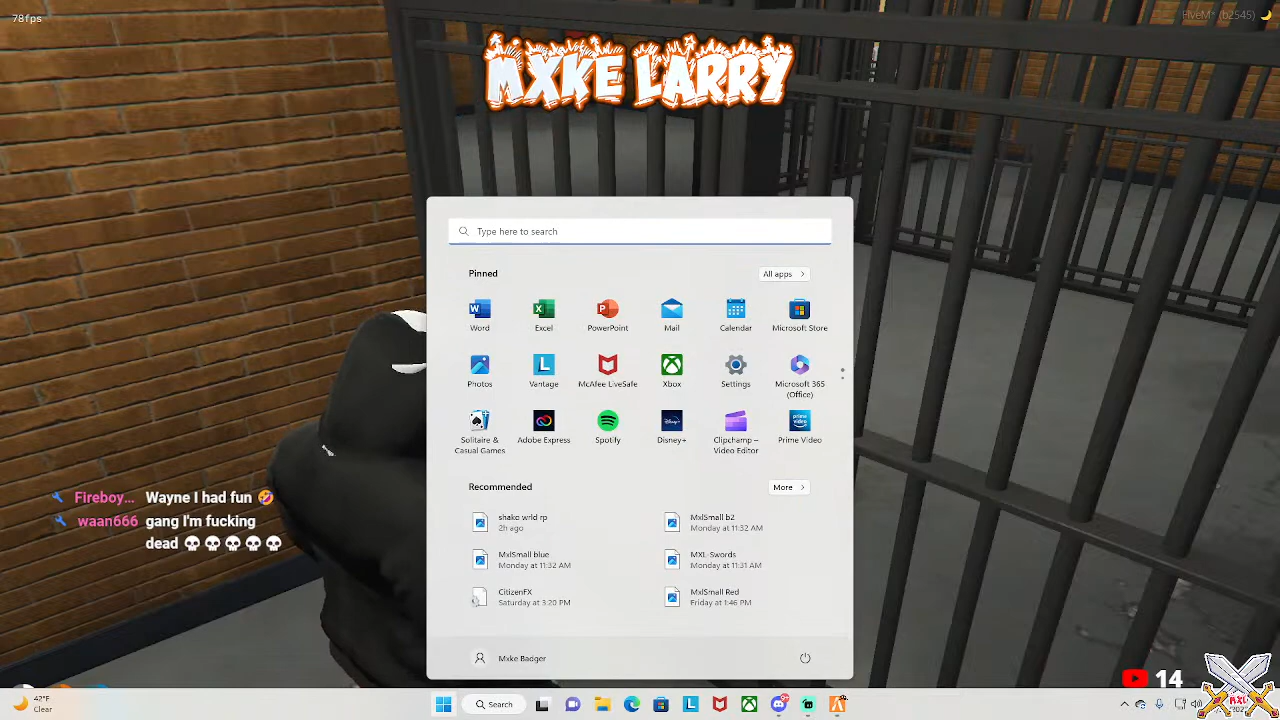 78fps
FiveM* (b2545)
MXKE LARRY
Type here to search
Pinned
All apps
Word
Excel
PowerPoint
Mail
Calendar
Microsoft Store
Photos
Vantage
McAfee LiveSafe
Xbox
Settings
Microsoft 365
(Office)
Solitaire &
Casual Games
Adobe Express
Spotify
Disney+
Clipchamp –
Video Editor
Prime Video
Recommended
More
shako wrld rp
2h ago
MxlSmall b2
Monday at 11:32 AM
MxlSmall blue
Monday at 11:32 AM
MXL-Swords
Monday at 11:31 AM
CitizenFX
Saturday at 3:20 PM
MxlSmall Red
Friday at 1:46 PM
Mxke Badger
Fireboy... Wayne I had fun
waan666 gang I'm fucking
dead
14
42°F
Clear
Search
MXL